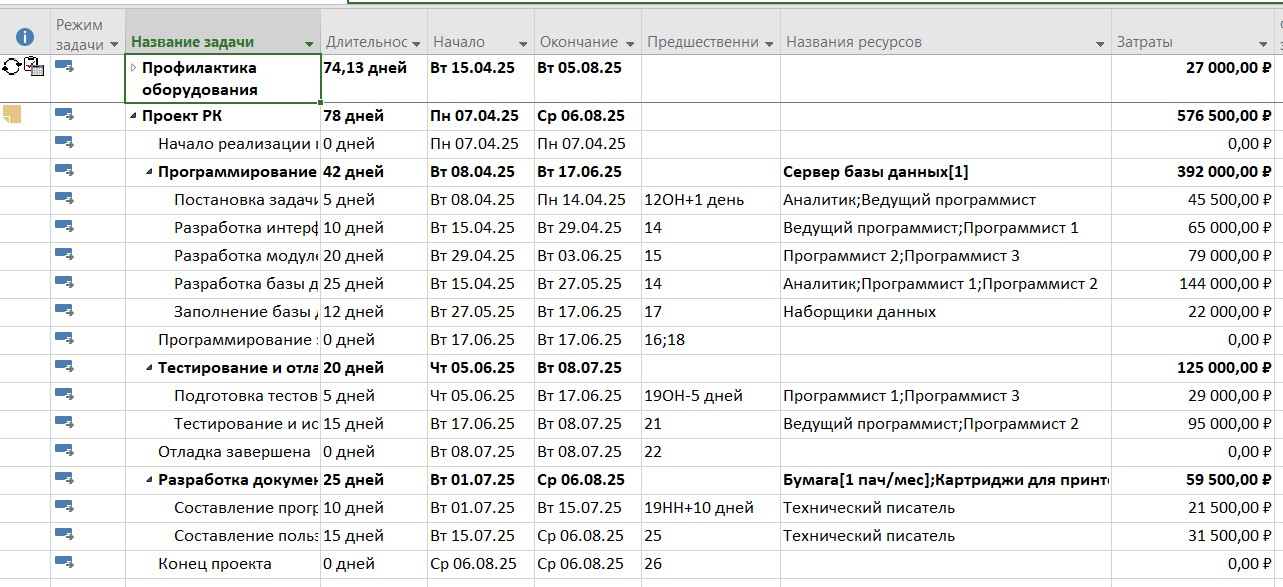 Режим задачи Название задачи Длительнос Начало Окончание Предшественни Названия ресурсов Затраты
Профилактика оборудования 74,13 дней Вт 15.04.25 Вт 05.08.25 27 000,00 ₽
Проект РК 78 дней Пн 07.04.25 Ср 06.08.25 576 500,00 ₽
Начало реализации 0 дней Пн 07.04.25 Пн 07.04.25 0,00 ₽
Программирование 42 дней Вт 08.04.25 Вт 17.06.25 Сервер базы данных[1] 392 000,00 ₽
Постановка задачи 5 дней Вт 08.04.25 Пн 14.04.25 12ОН+1 день Аналитик;Ведущий программист 45 500,00 ₽
Разработка интерф 10 дней Вт 15.04.25 Вт 29.04.25 14 Ведущий программист;Программист 1 65 000,00 ₽
Разработка модуле 20 дней Вт 29.04.25 Вт 03.06.25 15 Программист 2;Программист 3 79 000,00 ₽
Разработка базы д 25 дней Вт 15.04.25 Вт 27.05.25 14 Аналитик;Программист 1;Программист 2 144 000,00 ₽
Заполнение базы 12 дней Вт 27.05.25 Вт 17.06.25 17 Наборщики данных 22 000,00 ₽
Программирование 0 дней Вт 17.06.25 Вт 17.06.25 16;18 0,00 ₽
Тестирование и отла 20 дней Чт 05.06.25 Вт 08.07.25 125 000,00 ₽
Подготовка тестов 5 дней Чт 05.06.25 Вт 17.06.25 19ОН-5 дней Программист 1;Программист 3 29 000,00 ₽
Тестирование и ис 15 дней Вт 17.06.25 Вт 08.07.25 21 Ведущий программист;Программист 2 95 000,00 ₽
Отладка завершена 0 дней Вт 08.07.25 Вт 08.07.25 22 0,00 ₽
Разработка докумен 25 дней Вт 01.07.25 Ср 06.08.25 Бумага[1 пач/мес];Картриджи для принт 59 500,00 ₽
Составление прог 10 дней Вт 01.07.25 Вт 15.07.25 19НН+10 дней Технический писатель 21 500,00 ₽
Составление польз 15 дней Вт 15.07.25 Ср 06.08.25 25 Технический писатель 31 500,00 ₽
Конец проекта 0 дней Ср 06.08.25 Ср 06.08.25 26 0,00 ₽